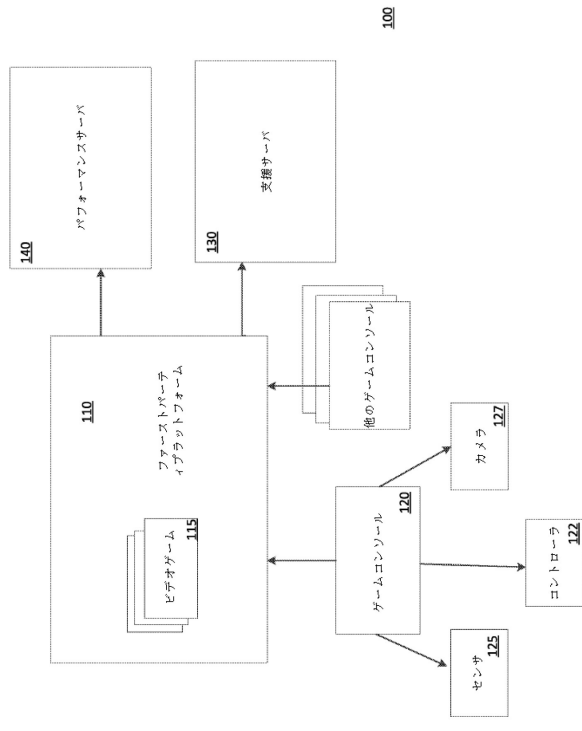 110
ファーストパーテ
ィプラットフォーム
ビデオゲーム
115
140
パフォーマンスサーバ
130
支援サーバ
他のゲームコンソール
ゲームコンソール
120
センサ
125
コントローラ
122
カメラ
127
100